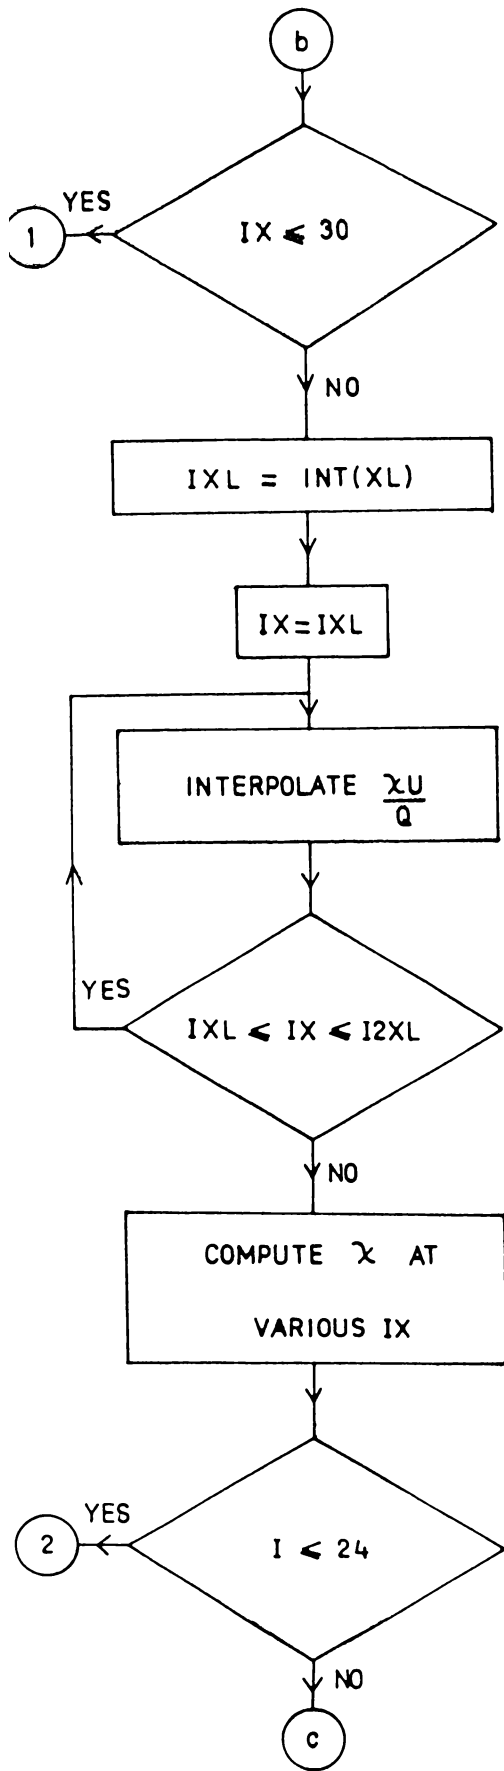 b
YES
1
IX ⩽ 30
NO
IXL = INT(XL)
IX=IXL
INTERPOLATE χU
Q
YES
IXL ⩽ IX ⩽ I2XL
NO
COMPUTE χ AT
VARIOUS IX
YES
2
I ⩽ 24
NO
c